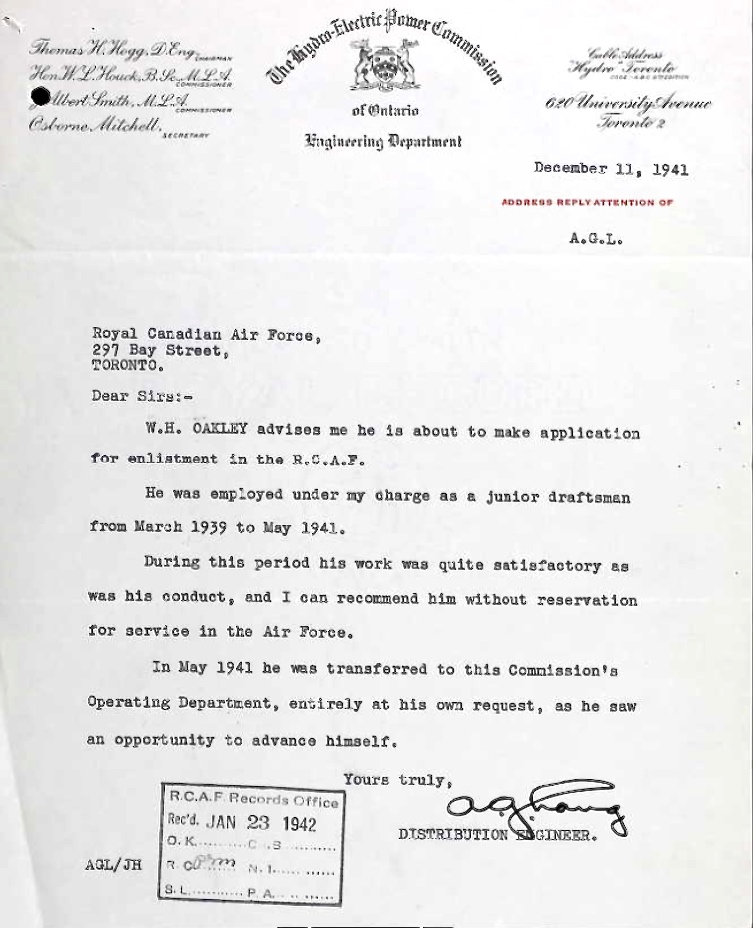 Thomas H. Hogg, D. Eng. CHAIRMAN
Hon. W. L. Houck, B. Sc. M.L.A. COMMISSIONER
Albert Smith, M.L.A. COMMISSIONER
Osborne Mitchell, SECRETARY
The Hydro-Electric Power Commission
of Ontario
Engineering Department
Cable Address
"Hydro" Toronto
620 University Avenue
Toronto 2
December 11, 1941
ADDRESS REPLY ATTENTION OF
A.G.L.
Royal Canadian Air Force,
297 Bay Street,
TORONTO.
Dear Sirs:-
W.H. OAKLEY advises me he is about to make application
for enlistment in the R.C.A.F.
He was employed under my charge as a junior draftsman
from March 1939 to May 1941.
During this period his work was quite satisfactory as
was his conduct, and I can recommend him without reservation
for service in the Air Force.
In May 1941 he was transferred to this Commission's
Operating Department, entirely at his own request, as he saw
an opportunity to advance himself.
Yours truly,
A.G. Lang
DISTRIBUTION ENGINEER.
AGL/JH
R.C.A.F. Records Office
Rec'd. JAN 23 1942
O.K..........C.S............
R.C........ N.I.............
S.L............ P.A............